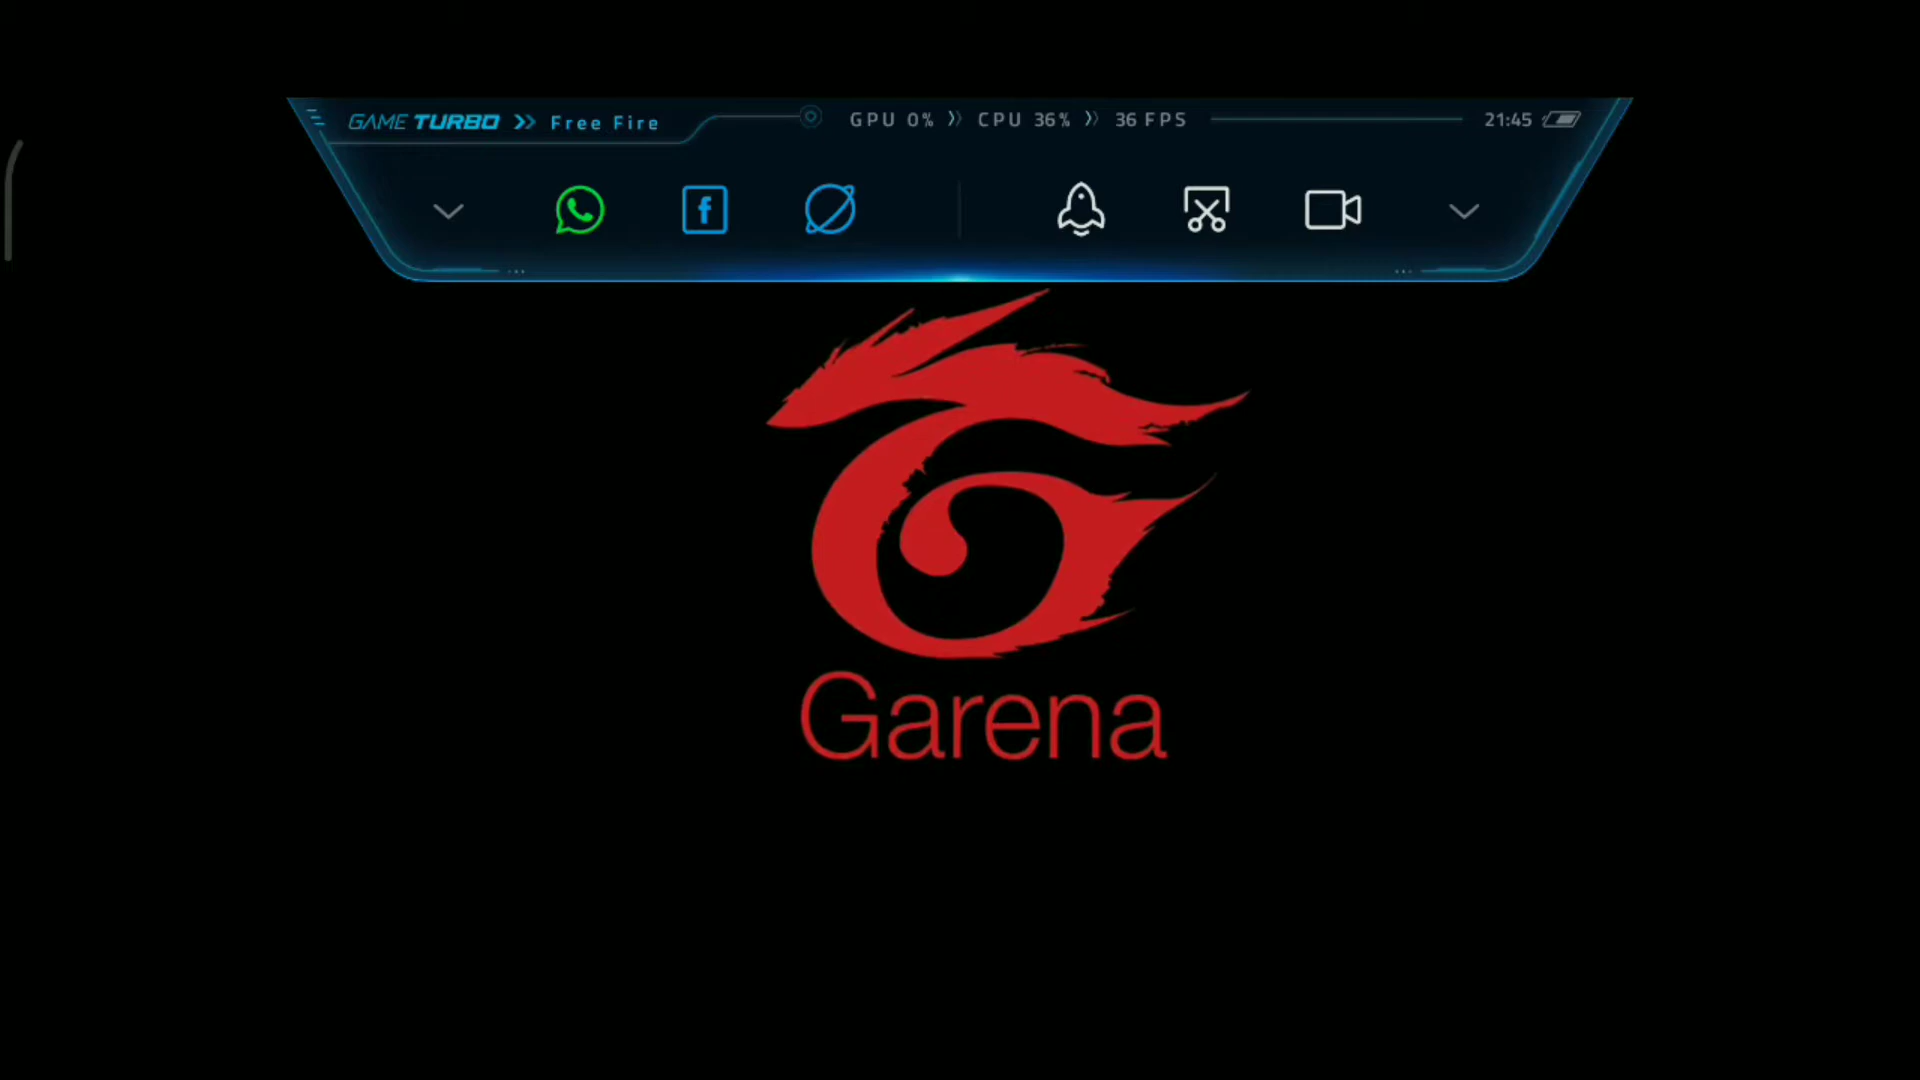 GAME TURBO >> Free Fire
GPU 0% >> CPU 36% >> 36 FPS
21:45
Garena